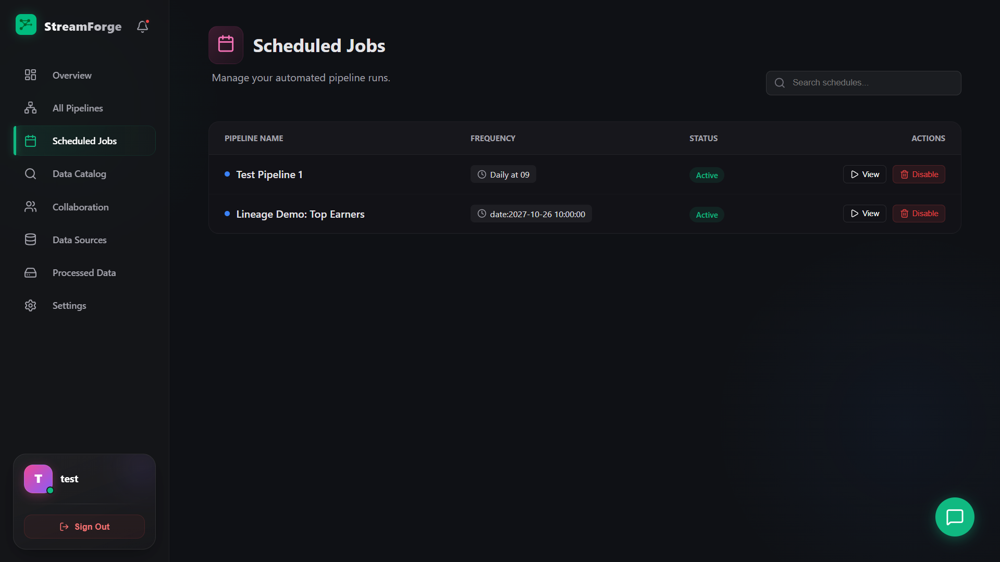 StreamForge
Overview
All Pipelines
Scheduled Jobs
Data Catalog
Collaboration
Data Sources
Processed Data
Settings
T
test
Sign Out
Scheduled Jobs
Manage your automated pipeline runs.
Search schedules...
PIPELINE NAME FREQUENCY STATUS ACTIONS
Test Pipeline 1 Daily at 09 Active View Disable
Lineage Demo: Top Earners date:2027-10-26 10:00:00 Active View Disable